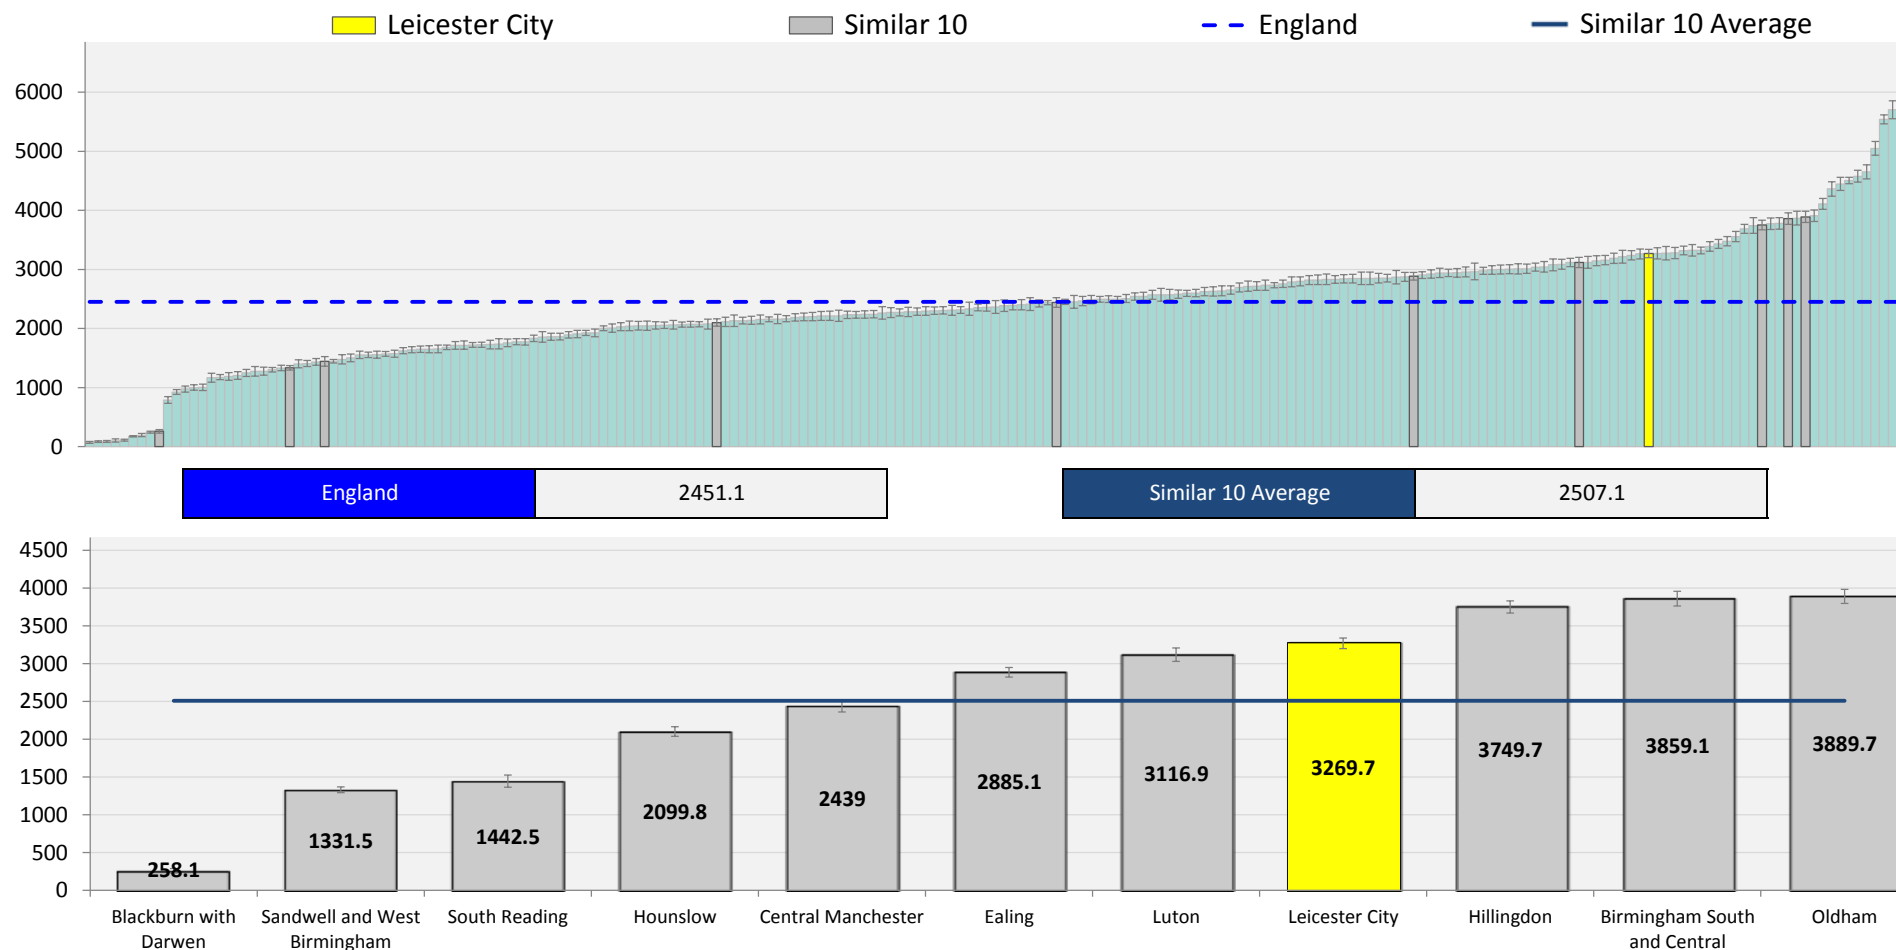 Leicester City
Similar 10
England
Similar 10 Average
6000
5000
4000
3000
2000
1000
0
England
2451.1
Similar 10 Average
2507.1
4500
4000
3500
3000
2500
2000
1500
1000
500
0
258.1
1331.5
1442.5
2099.8
2439
2885.1
3116.9
3269.7
3749.7
3859.1
3889.7
Blackburn with
Darwen
Sandwell and West
Birmingham
South Reading
Hounslow
Central Manchester
Ealing
Luton
Leicester City
Hillingdon
Birmingham South
and Central
Oldham